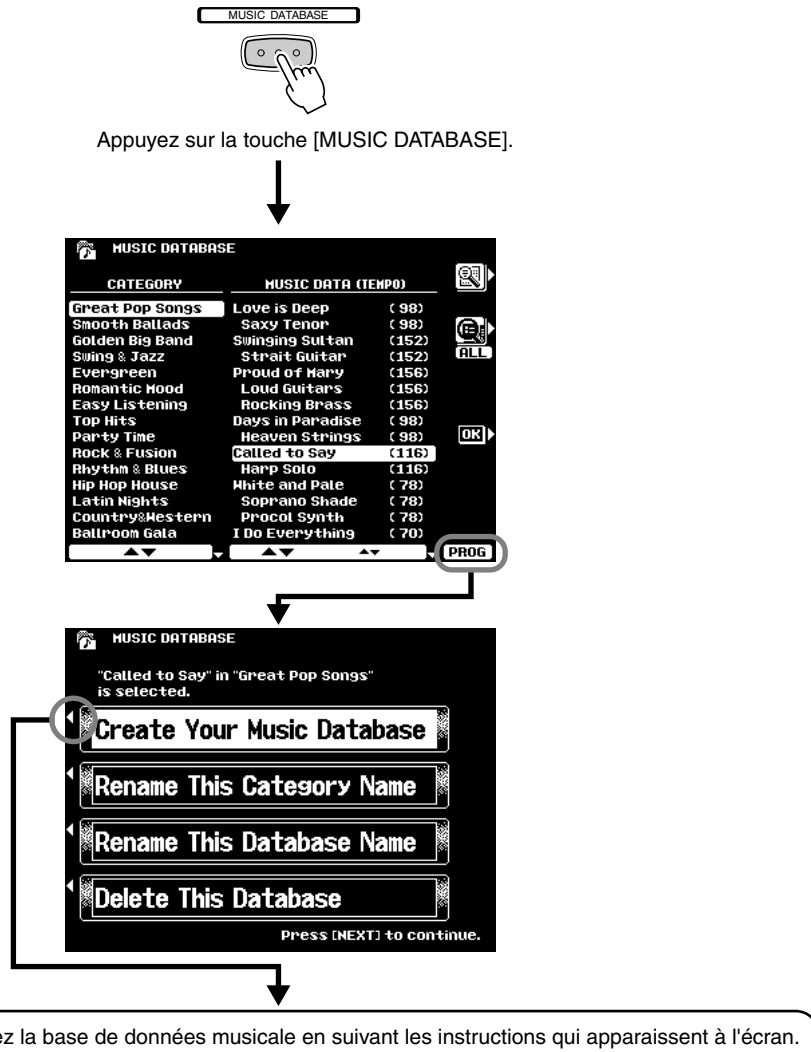 MUSIC DATABASE
Appuyez sur la touche [MUSIC DATABASE].
MUSIC DATABASE
CATEGORY MUSIC DATA (TEMPO)
Great Pop Songs Love is Deep ( 98)
Smooth Ballads Saxy Tenor ( 98)
Golden Big Band Swinging Sultan (152)
Swing & Jazz Strait Guitar (152)
ALL
Evergreen Proud of Mary (156)
Romantic Mood Loud Guitars (156)
Easy Listening Rocking Brass (156)
Top Hits Days in Paradise ( 98)
Party Time Heaven Strings ( 98)
OK
Rock & Fusion Called to Say (116)
Rhythm & Blues Harp Solo (116)
Hip Hop House White and Pale ( 78)
Latin Nights Soprano Shade ( 78)
Country&Western Procol Synth ( 78)
Ballroom Gala I Do Everything ( 70)
PROG
MUSIC DATABASE
"Called to Say" in "Great Pop Songs"
is selected.
Create Your Music Database
Rename This Category Name
Rename This Database Name
Delete This Database
Press [NEXT] to continue.
la base de données musicale en suivant les instructions qui apparaissent à l'écran.